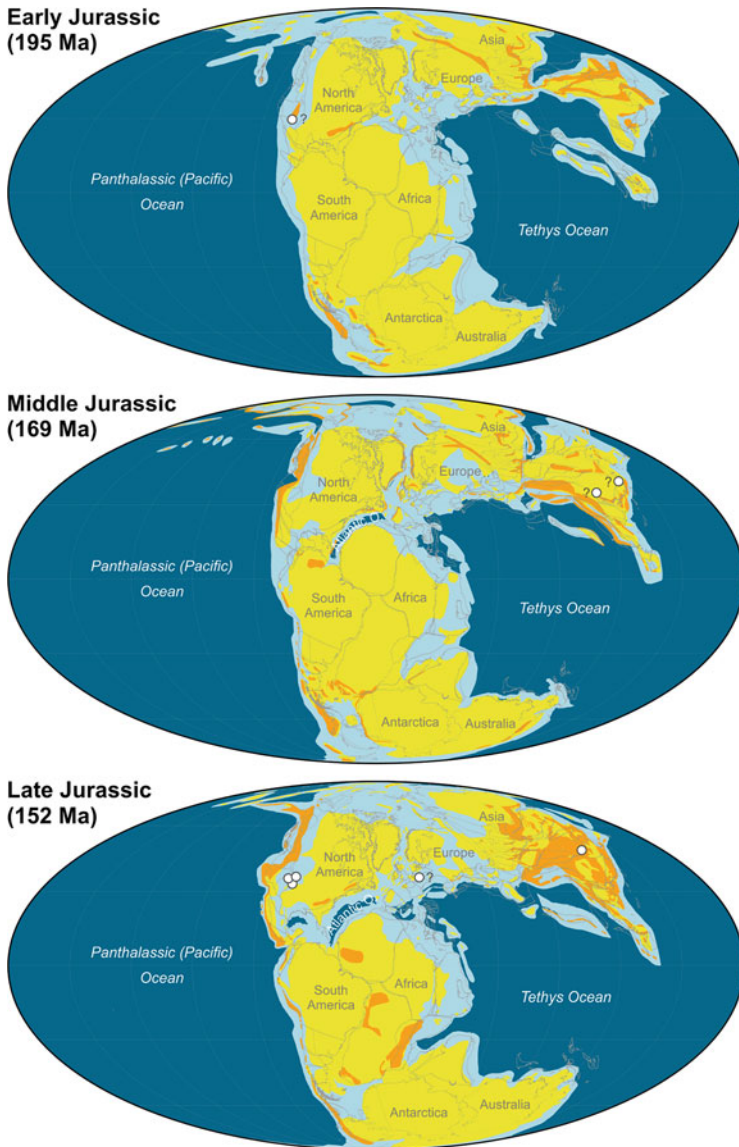 Early Jurassic
(195 Ma)
Asia
Europe
North
America
?
Panthalassic (Pacific)
Ocean
South
America
Africa
Tethys Ocean
Antarctica
Australia
Middle Jurassic
(169 Ma)
Asia
Europe
North
America
?
?
Atlantic O.
Panthalassic (Pacific)
Ocean
South
America
Africa
Tethys Ocean
Antarctica
Australia
Late Jurassic
(152 Ma)
Asia
Europe
North
America
?
Atlantic O.
Panthalassic (Pacific)
Ocean
South
America
Africa
Tethys Ocean
Antarctica
Australia